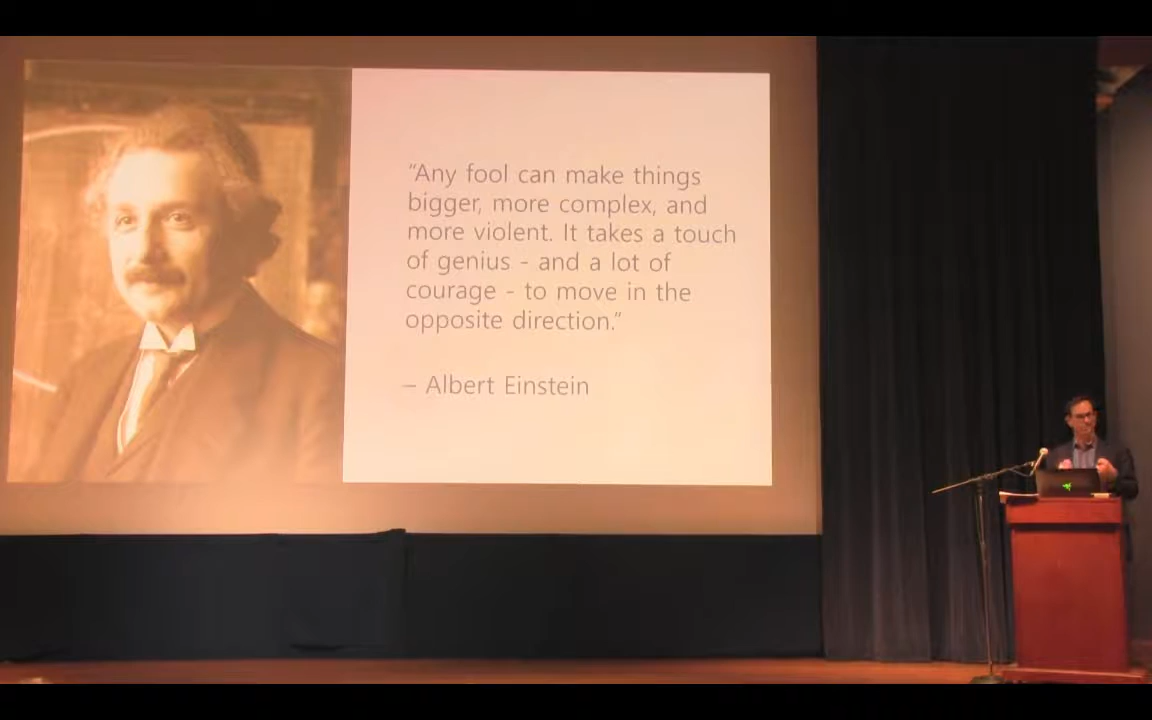 “Any fool can make things
bigger, more complex, and
more violent. It takes a touch
of genius - and a lot of
courage - to move in the
opposite direction.”
– Albert Einstein